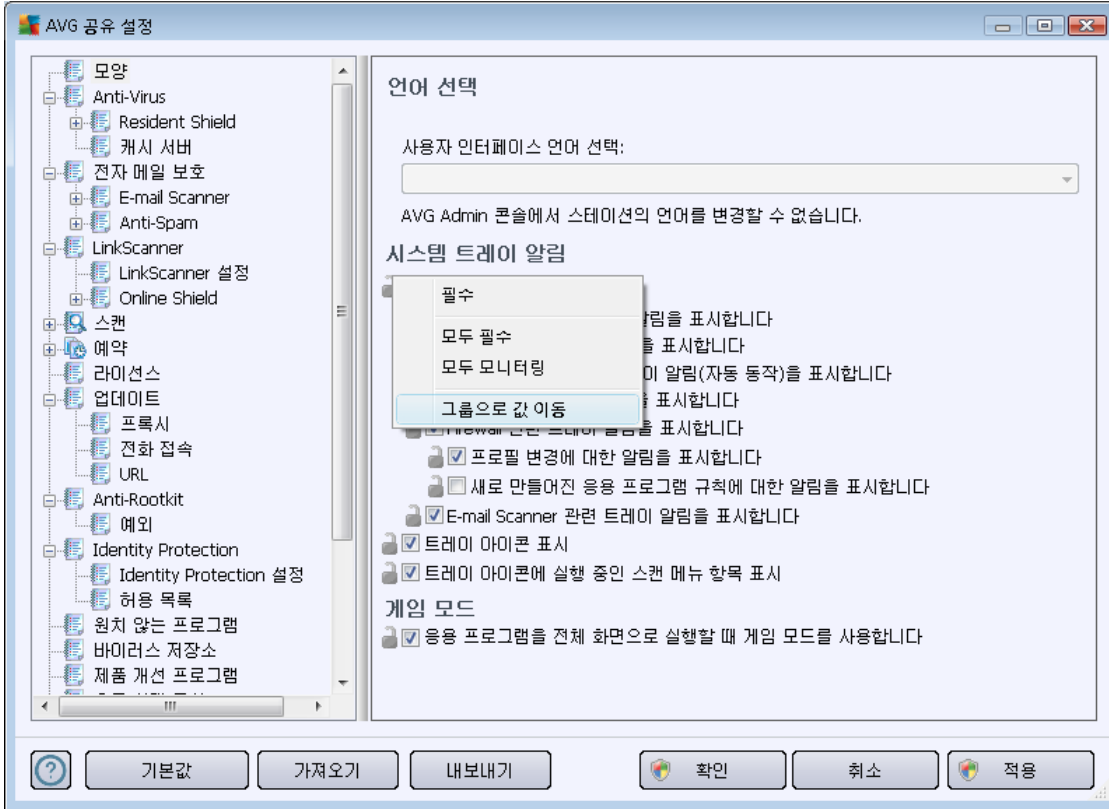 AVG 공유 설정
모양
Anti-Virus
Resident Shield
캐시 서버
전자 메일 보호
E-mail Scanner
Anti-Spam
LinkScanner
LinkScanner 설정
Online Shield
스캔
예약
라이선스
업데이트
프록시
전화 접속
URL
Anti-Rootkit
예외
Identity Protection
Identity Protection 설정
허용 목록
원치 않는 프로그램
바이러스 저장소
제품 개선 프로그램
언어 선택
사용자 인터페이스 언어 선택:
AVG Admin 콘솔에서 스테이션의 언어를 변경할 수 없습니다.
시스템 트레이 알림
필수
모두 필수
모두 모니터링
그룹으로 값 이동
알림을 표시합니다
를 표시합니다
이 알림(자동 동작)을 표시합니다
표시합니다
Firewall 관련 트레이 알림을 표시합니다
프로필 변경에 대한 알림을 표시합니다
새로 만들어진 응용 프로그램 규칙에 대한 알림을 표시합니다
E-mail Scanner 관련 트레이 알림을 표시합니다
트레이 아이콘 표시
트레이 아이콘에 실행 중인 스캔 메뉴 항목 표시
게임 모드
응용 프로그램을 전체 화면으로 실행할 때 게임 모드를 사용합니다
기본값
가져오기
내보내기
확인
취소
적용